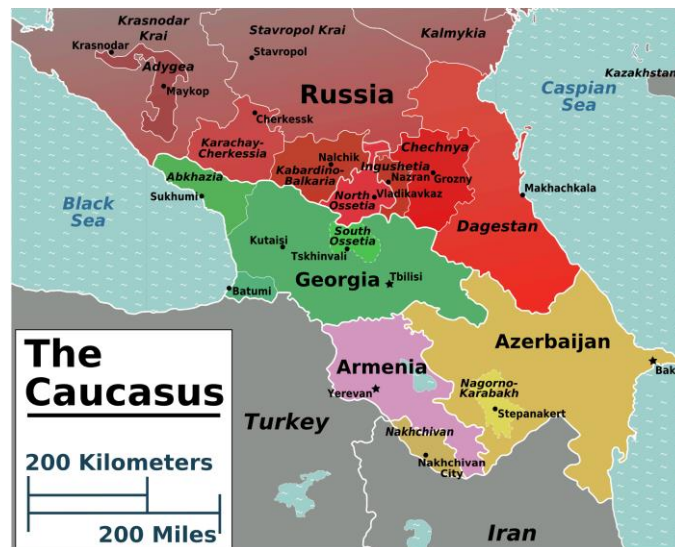 Krasnodar
Krai
Stavropol Krai
Kalmykia
Krasnodar
Stavropol
Adygea
Maykop
Russia
Kazakhstan
Caspian
Sea
Cherkessk
Karachay-
Cherkessia
Chechnya
Nalchik
Ingushetia
Kabardino-
Balkaria
Nazran
Grozny
Abkhazia
North
Ossetia
Vladikavkaz
Makhachkala
Sukhumi
Black
Sea
Dagestan
Kutaisi
South
Ossetia
Tskhinvali
Georgia
Tbilisi
Batumi
Azerbaijan
The
Caucasus
Armenia
Bak
Nagorno-
Karabakh
Yerevan
Stepanakert
Turkey
Nakhchivan
Nakhchivan
City
200 Kilometers
200 Miles
Iran